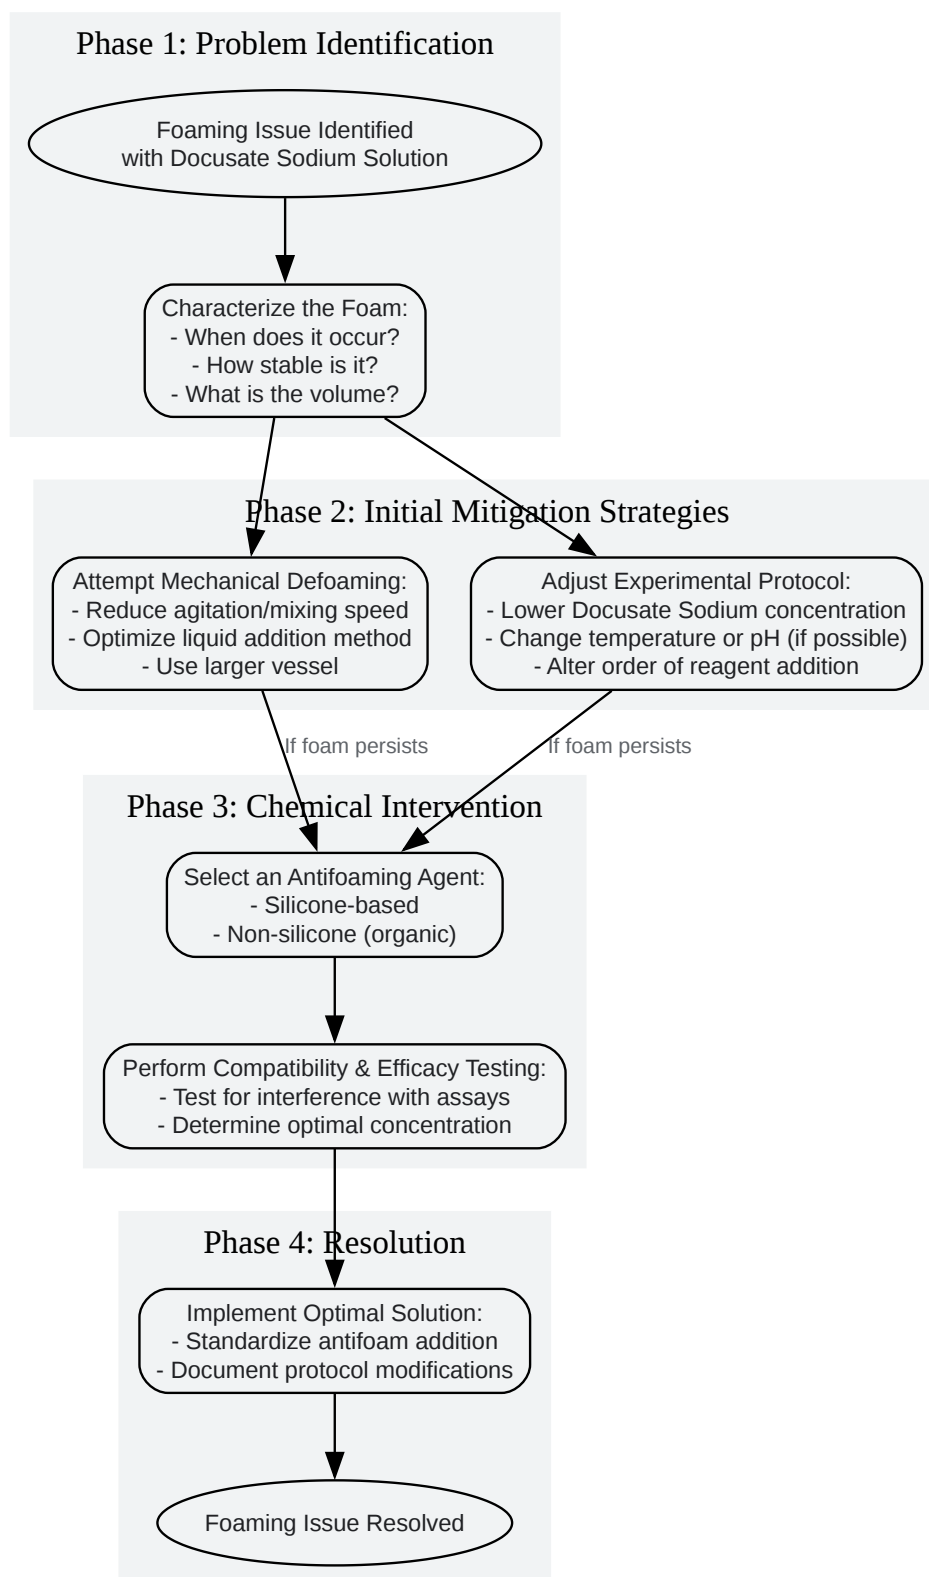 Phase 1: Problem Identification
Foaming Issue Identified
with Docusate Sodium Solution
Characterize the Foam:
- When does it occur?
- How stable is it?
- What is the volume?
Phase 2: Initial Mitigation Strategies
Attempt Mechanical Defoaming:
- Reduce agitation/mixing speed
- Optimize liquid addition method
- Use larger vessel
Adjust Experimental Protocol:
- Lower Docusate Sodium concentration
- Change temperature or pH (if possible)
- Alter order of reagent addition
If foam persists
If foam persists
Phase 3: Chemical Intervention
Select an Antifoaming Agent:
- Silicone-based
- Non-silicone (organic)
Perform Compatibility & Efficacy Testing:
- Test for interference with assays
- Determine optimal concentration
Phase 4: Resolution
Implement Optimal Solution:
- Standardize antifoam addition
- Document protocol modifications
Foaming Issue Resolved